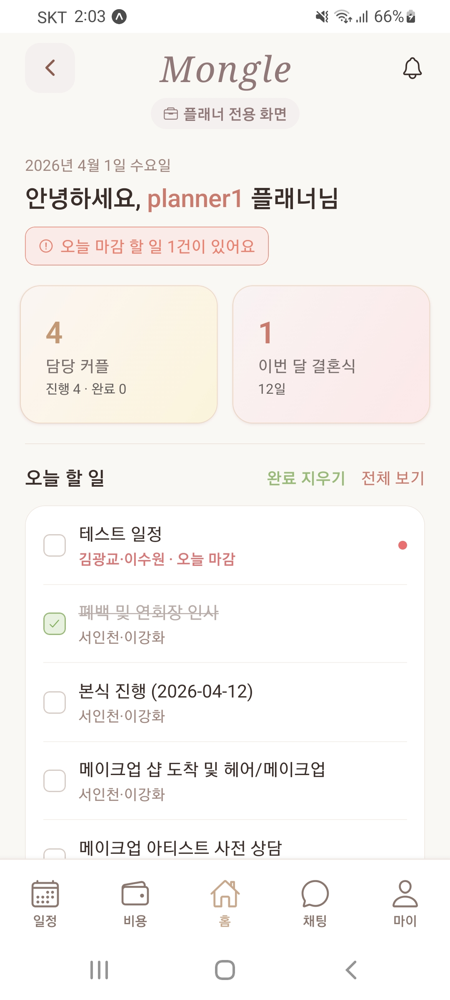 SKT 2:03 66%
Mongle
플래너 전용 화면
2026년 4월 1일 수요일
안녕하세요, planner1 플래너님
오늘 마감 할 일 1건이 있어요
4
담당 커플
진행 4 · 완료 0
1
이번 달 결혼식
12일
오늘 할 일 완료 지우기 전체 보기
테스트 일정
김광교·이수원 · 오늘 마감
폐백 및 연회장 인사
서인천·이강화
본식 진행 (2026-04-12)
서인천·이강화
메이크업 샵 도착 및 헤어/메이크업
서인천·이강화
메이크업 아티스트 사전 상담
일정 비용 홈 채팅 마이